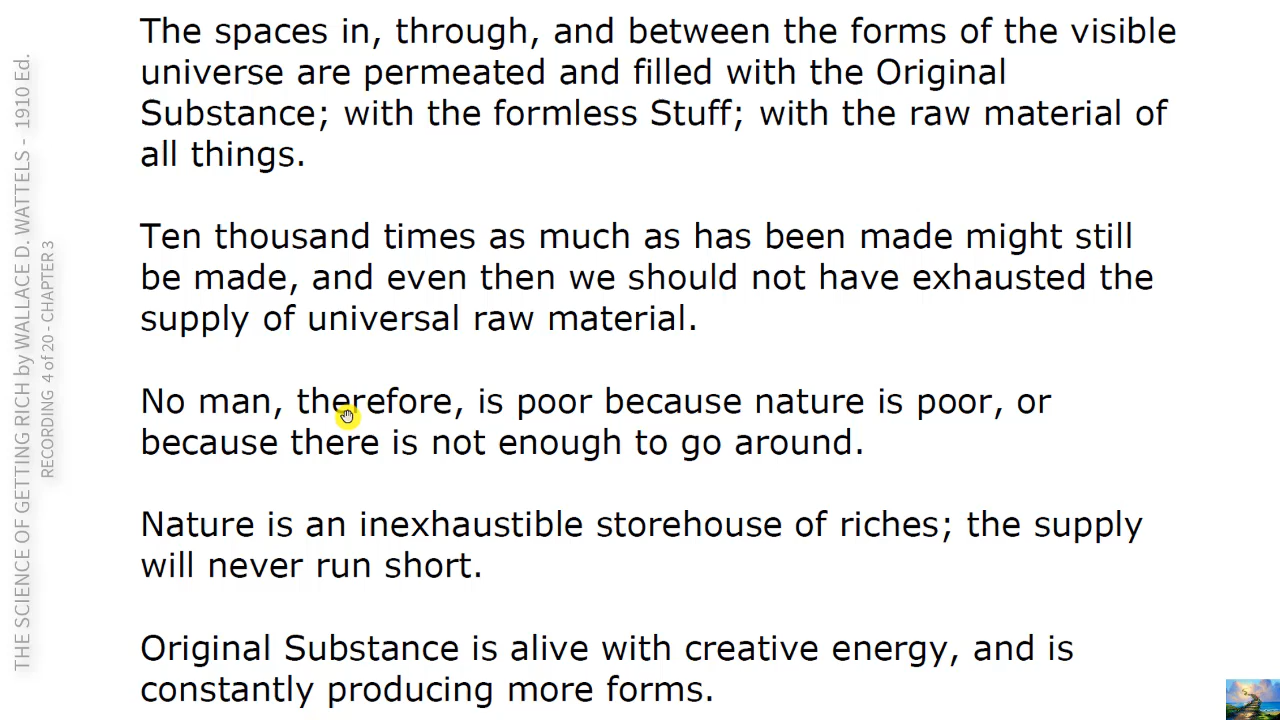 The spaces in, through, and between the forms of the visible
universe are permeated and filled with the Original
Substance; with the formless Stuff; with the raw material of
all things.
Ten thousand times as much as has been made might still
be made, and even then we should not have exhausted the
supply of universal raw material.
No man, therefore, is poor because nature is poor, or
because there is not enough to go around.
Nature is an inexhaustible storehouse of riches; the supply
will never run short.
Original Substance is alive with creative energy, and is
constantly producing more forms.
THE SCIENCE OF GETTING RICH by WALLACE D. WATTELS - 1910 Ed.
RECORDING 4 of 20 - CHAPTER 3